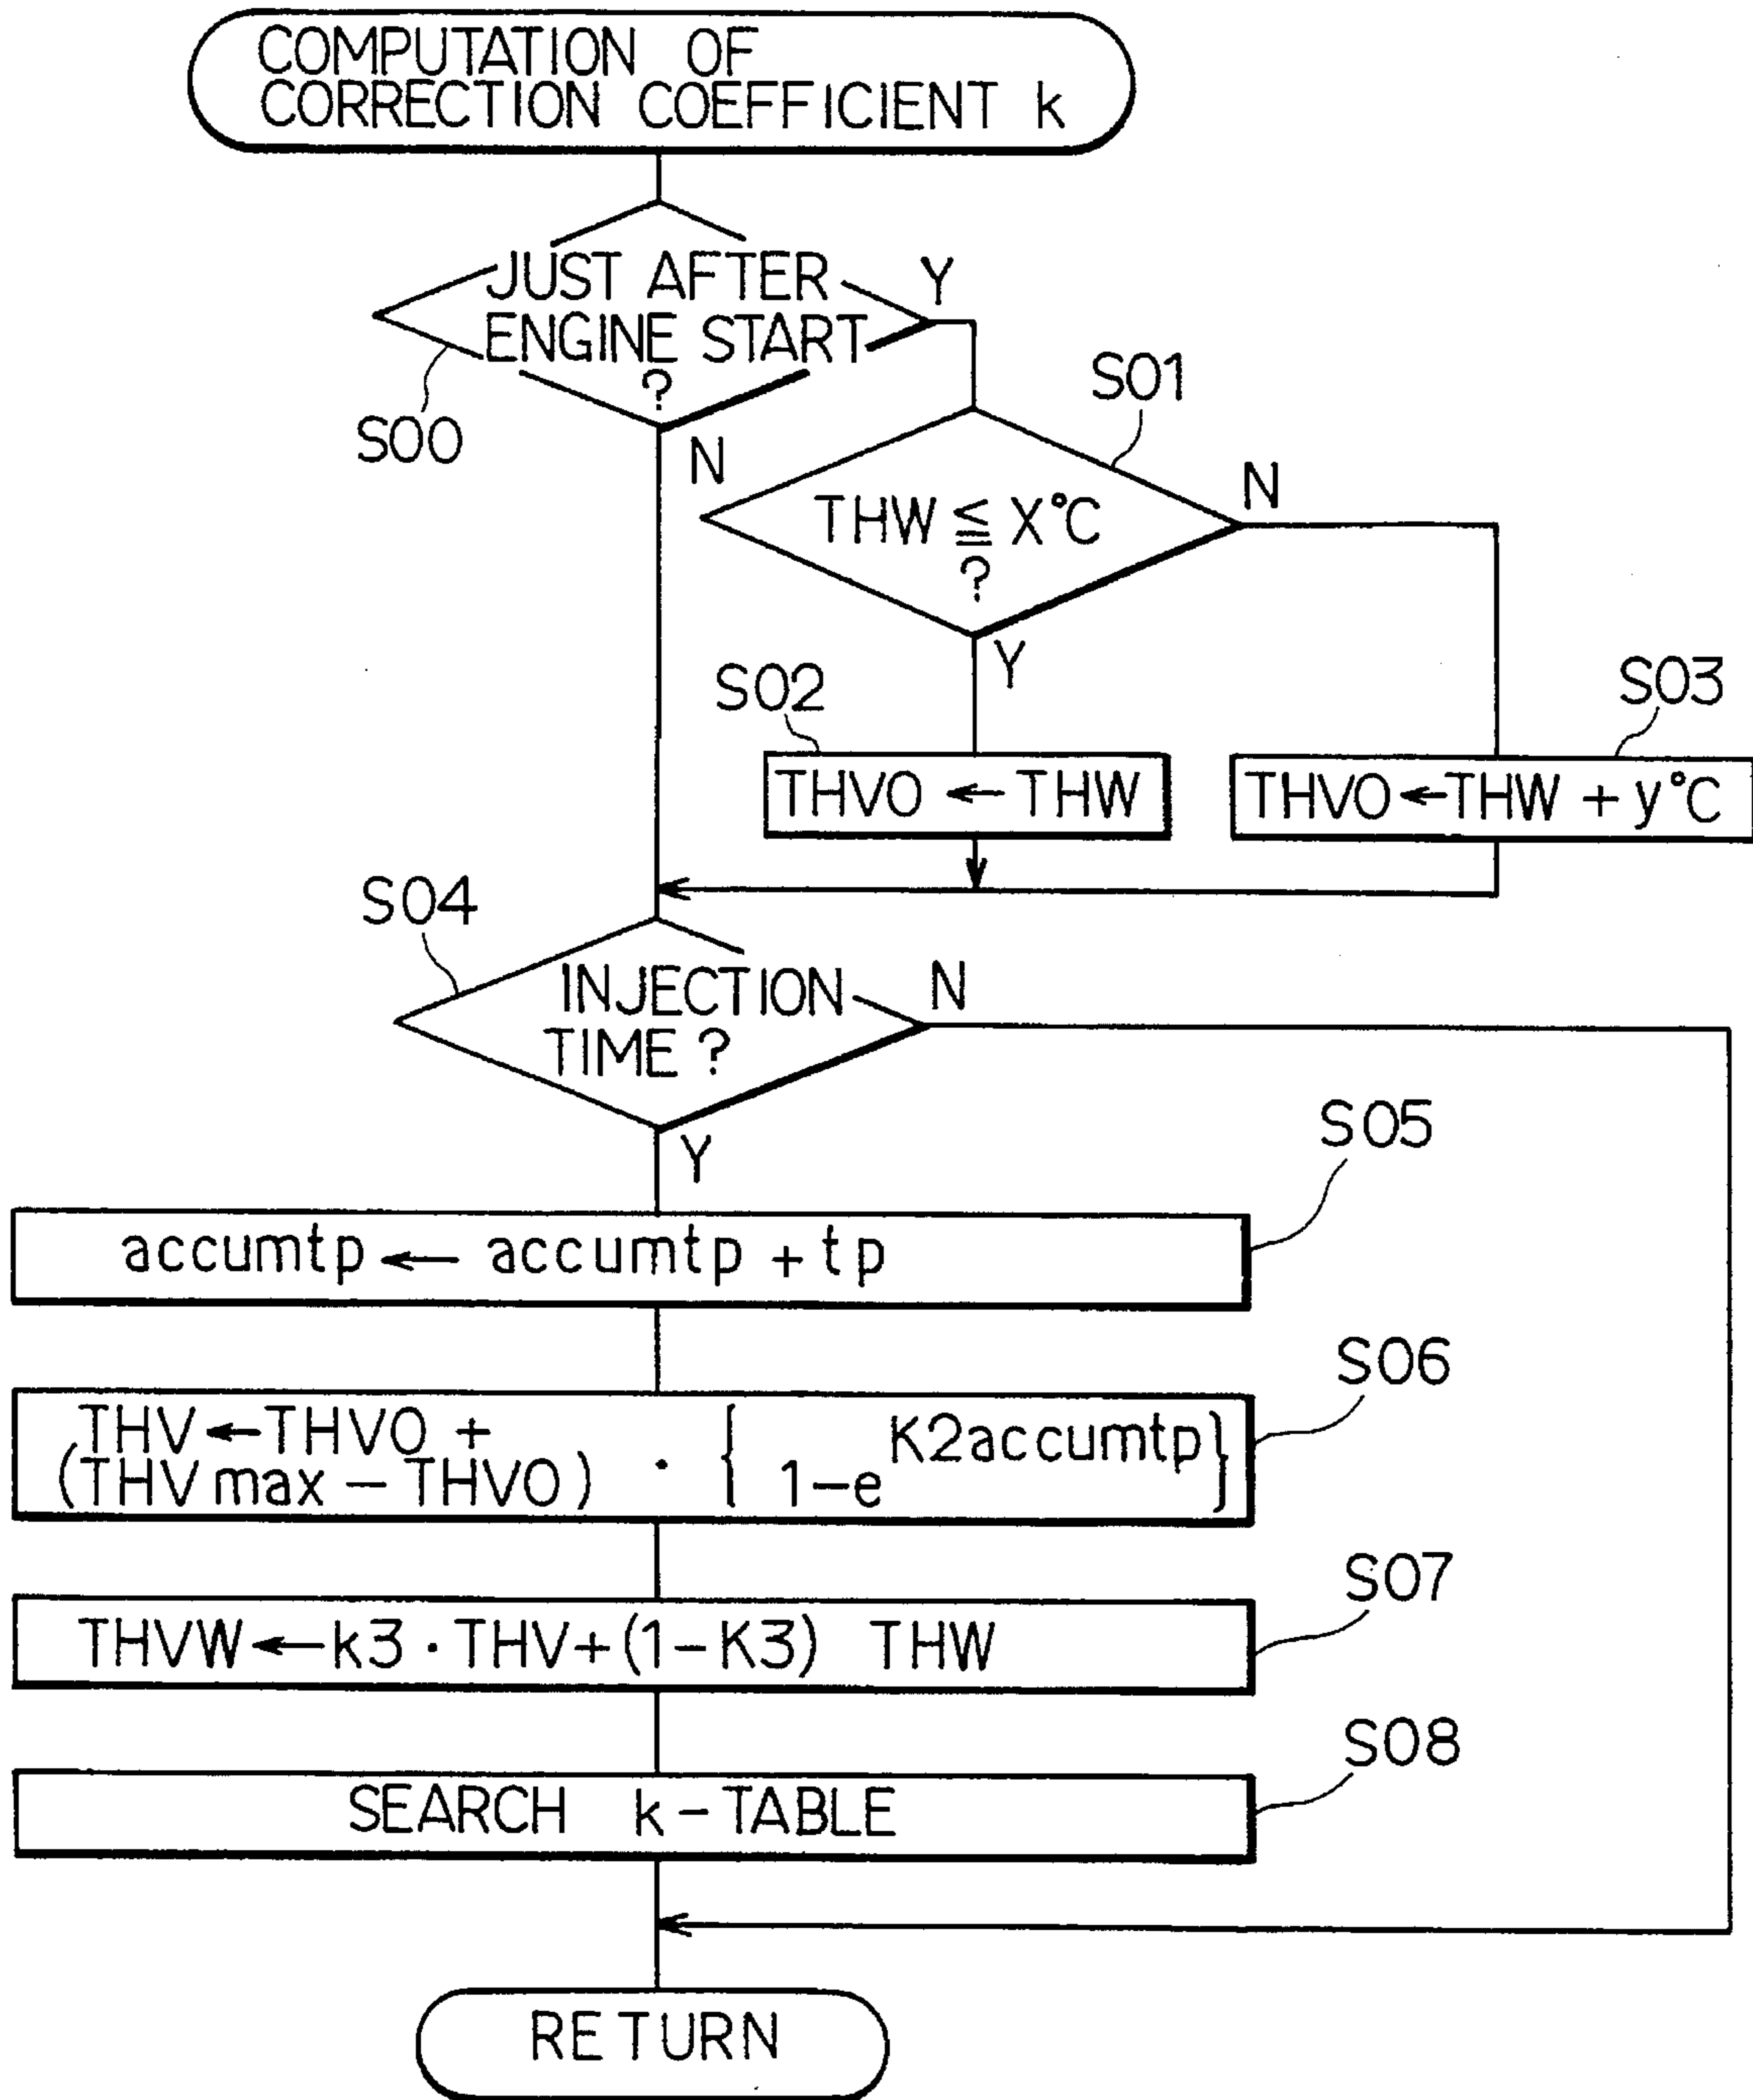 COMPUTATION OF
CORRECTION COEFFICIENT k
JUST AFTER
ENGINE START
?
Y
S00
N
S01
THW ≦ X°C
?
N
Y
S02
THVO ← THW
S03
THVO ← THW + y°C
S04
INJECTION
TIME ?
N
Y
S05
accumtp ← accumtp + tp
S06
THV ← THVO +
(THVmax - THVO) · { 1-e^K2accumtp }
S07
THVW ← k3 · THV + (1-K3) THW
S08
SEARCH k-TABLE
RETURN